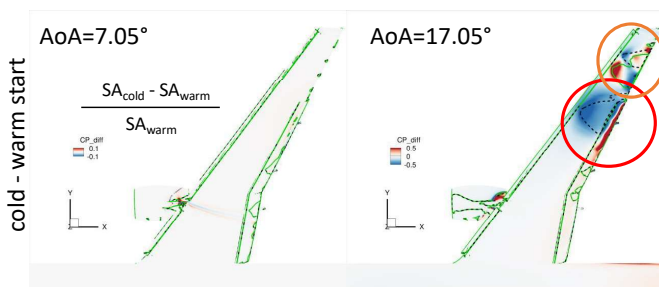 AoA=7.05°
AoA=17.05°
cold - warm start
SAcold - SAwarm
SAwarm
CP_diff
0.1
-0.1
CP_diff
0.5
0
-0.5
Y
X
Y
X